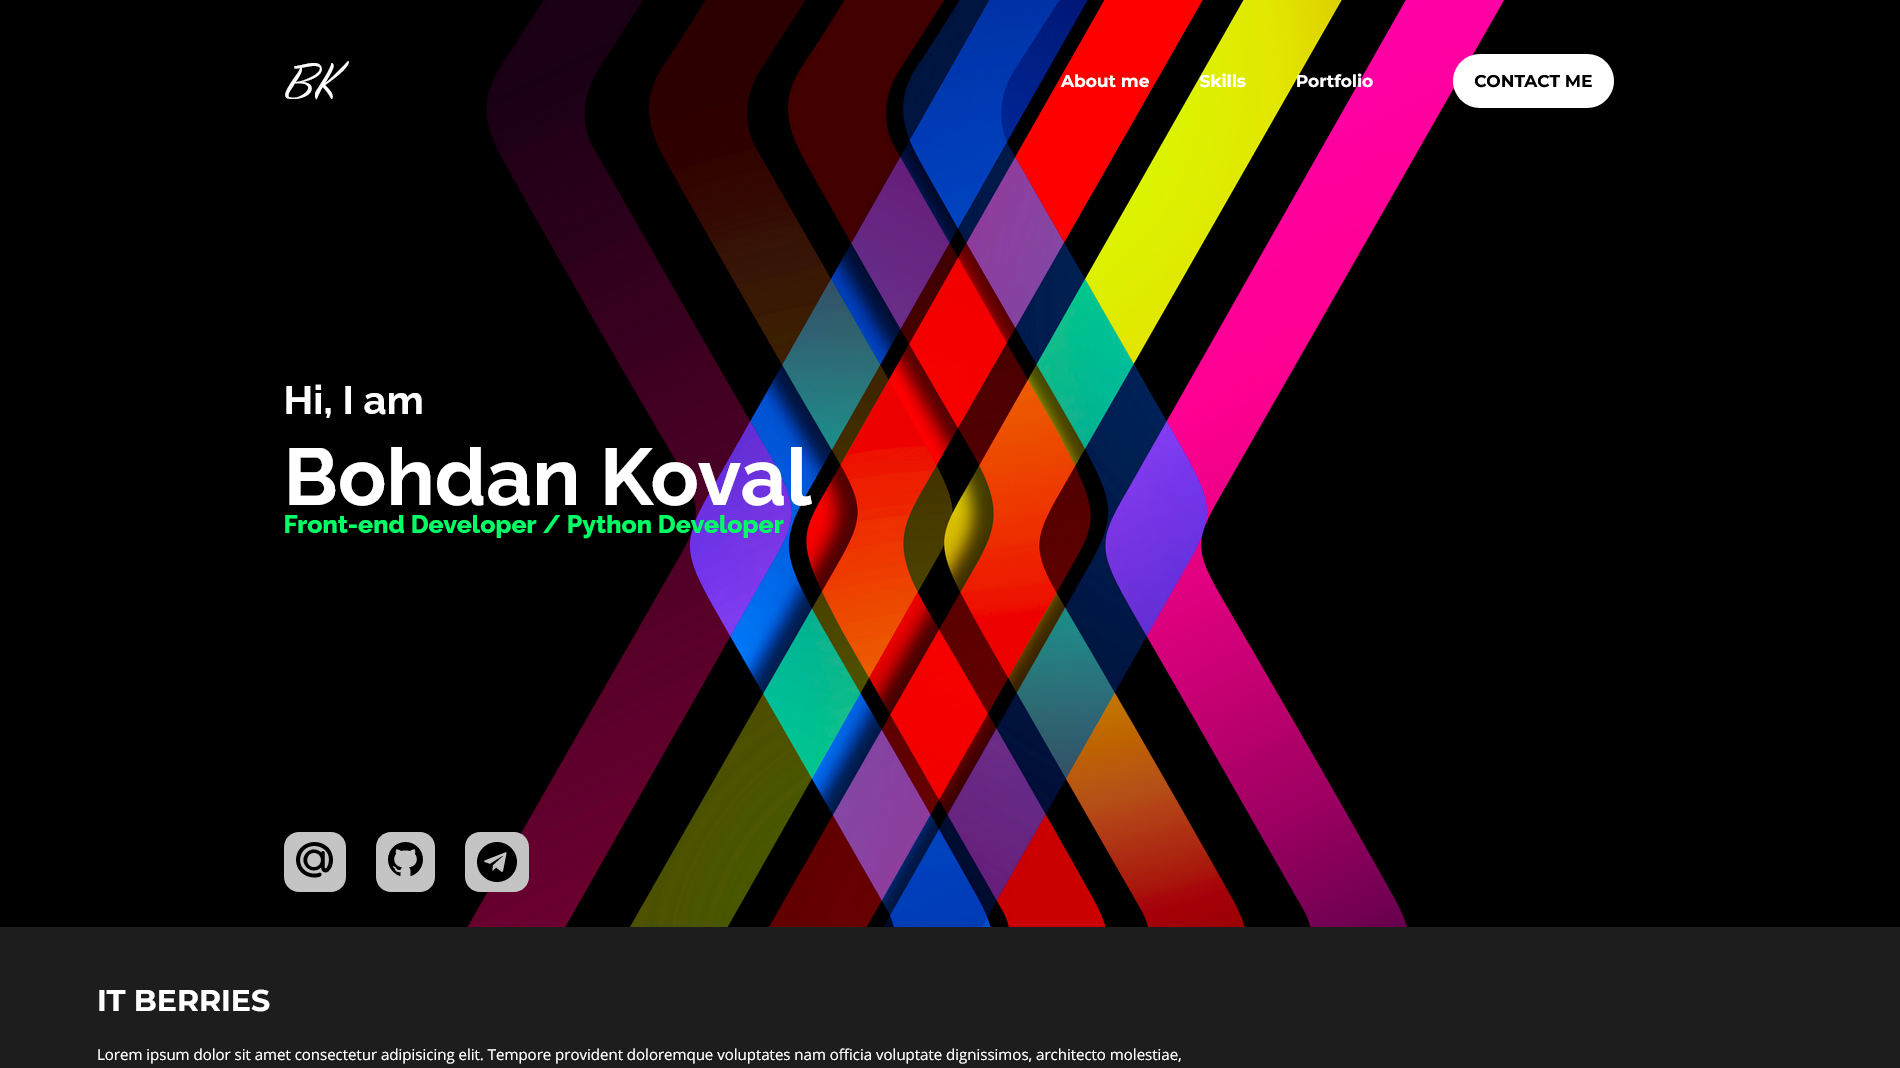 BK
About me
Skills
Portfolio
CONTACT ME
Hi, I am
Bohdan Koval
Front-end Developer / Python Developer
IT BERRIES
Lorem ipsum dolor sit amet consectetur adipisicing elit. Tempore provident doloremque voluptates nam officia voluptate dignissimos, architecto molestiae,